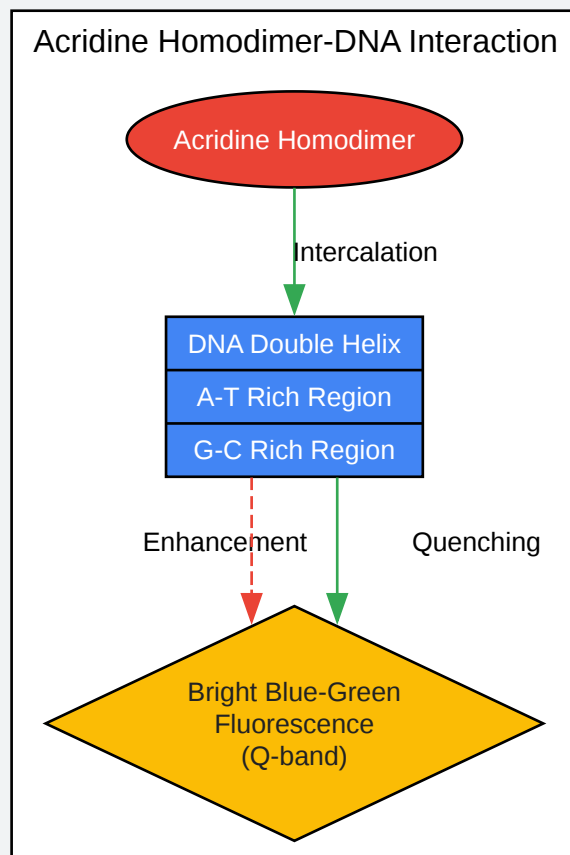 Acridine Homodimer-DNA Interaction
Acridine Homodimer
Intercalation
DNA Double Helix
A-T Rich Region
G-C Rich Region
Enhancement
Quenching
Bright Blue-Green
Fluorescence
(Q-band)